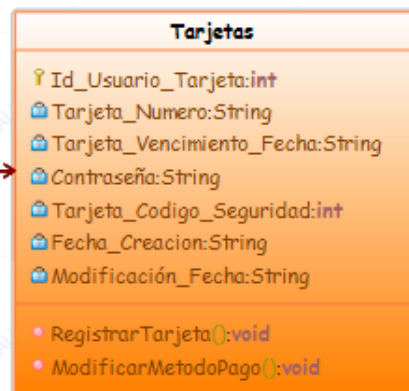 Tarjetas
Id_Usuario_Tarjeta:int
Tarjeta_Numero:String
Tarjeta_Vencimiento_Fecha:String
Contraseña:String
Tarjeta_Codigo_Seguridad:int
Fecha_Creacion:String
Modificación_Fecha:String
RegistrarTarjeta():void
ModificarMetodoPago():void